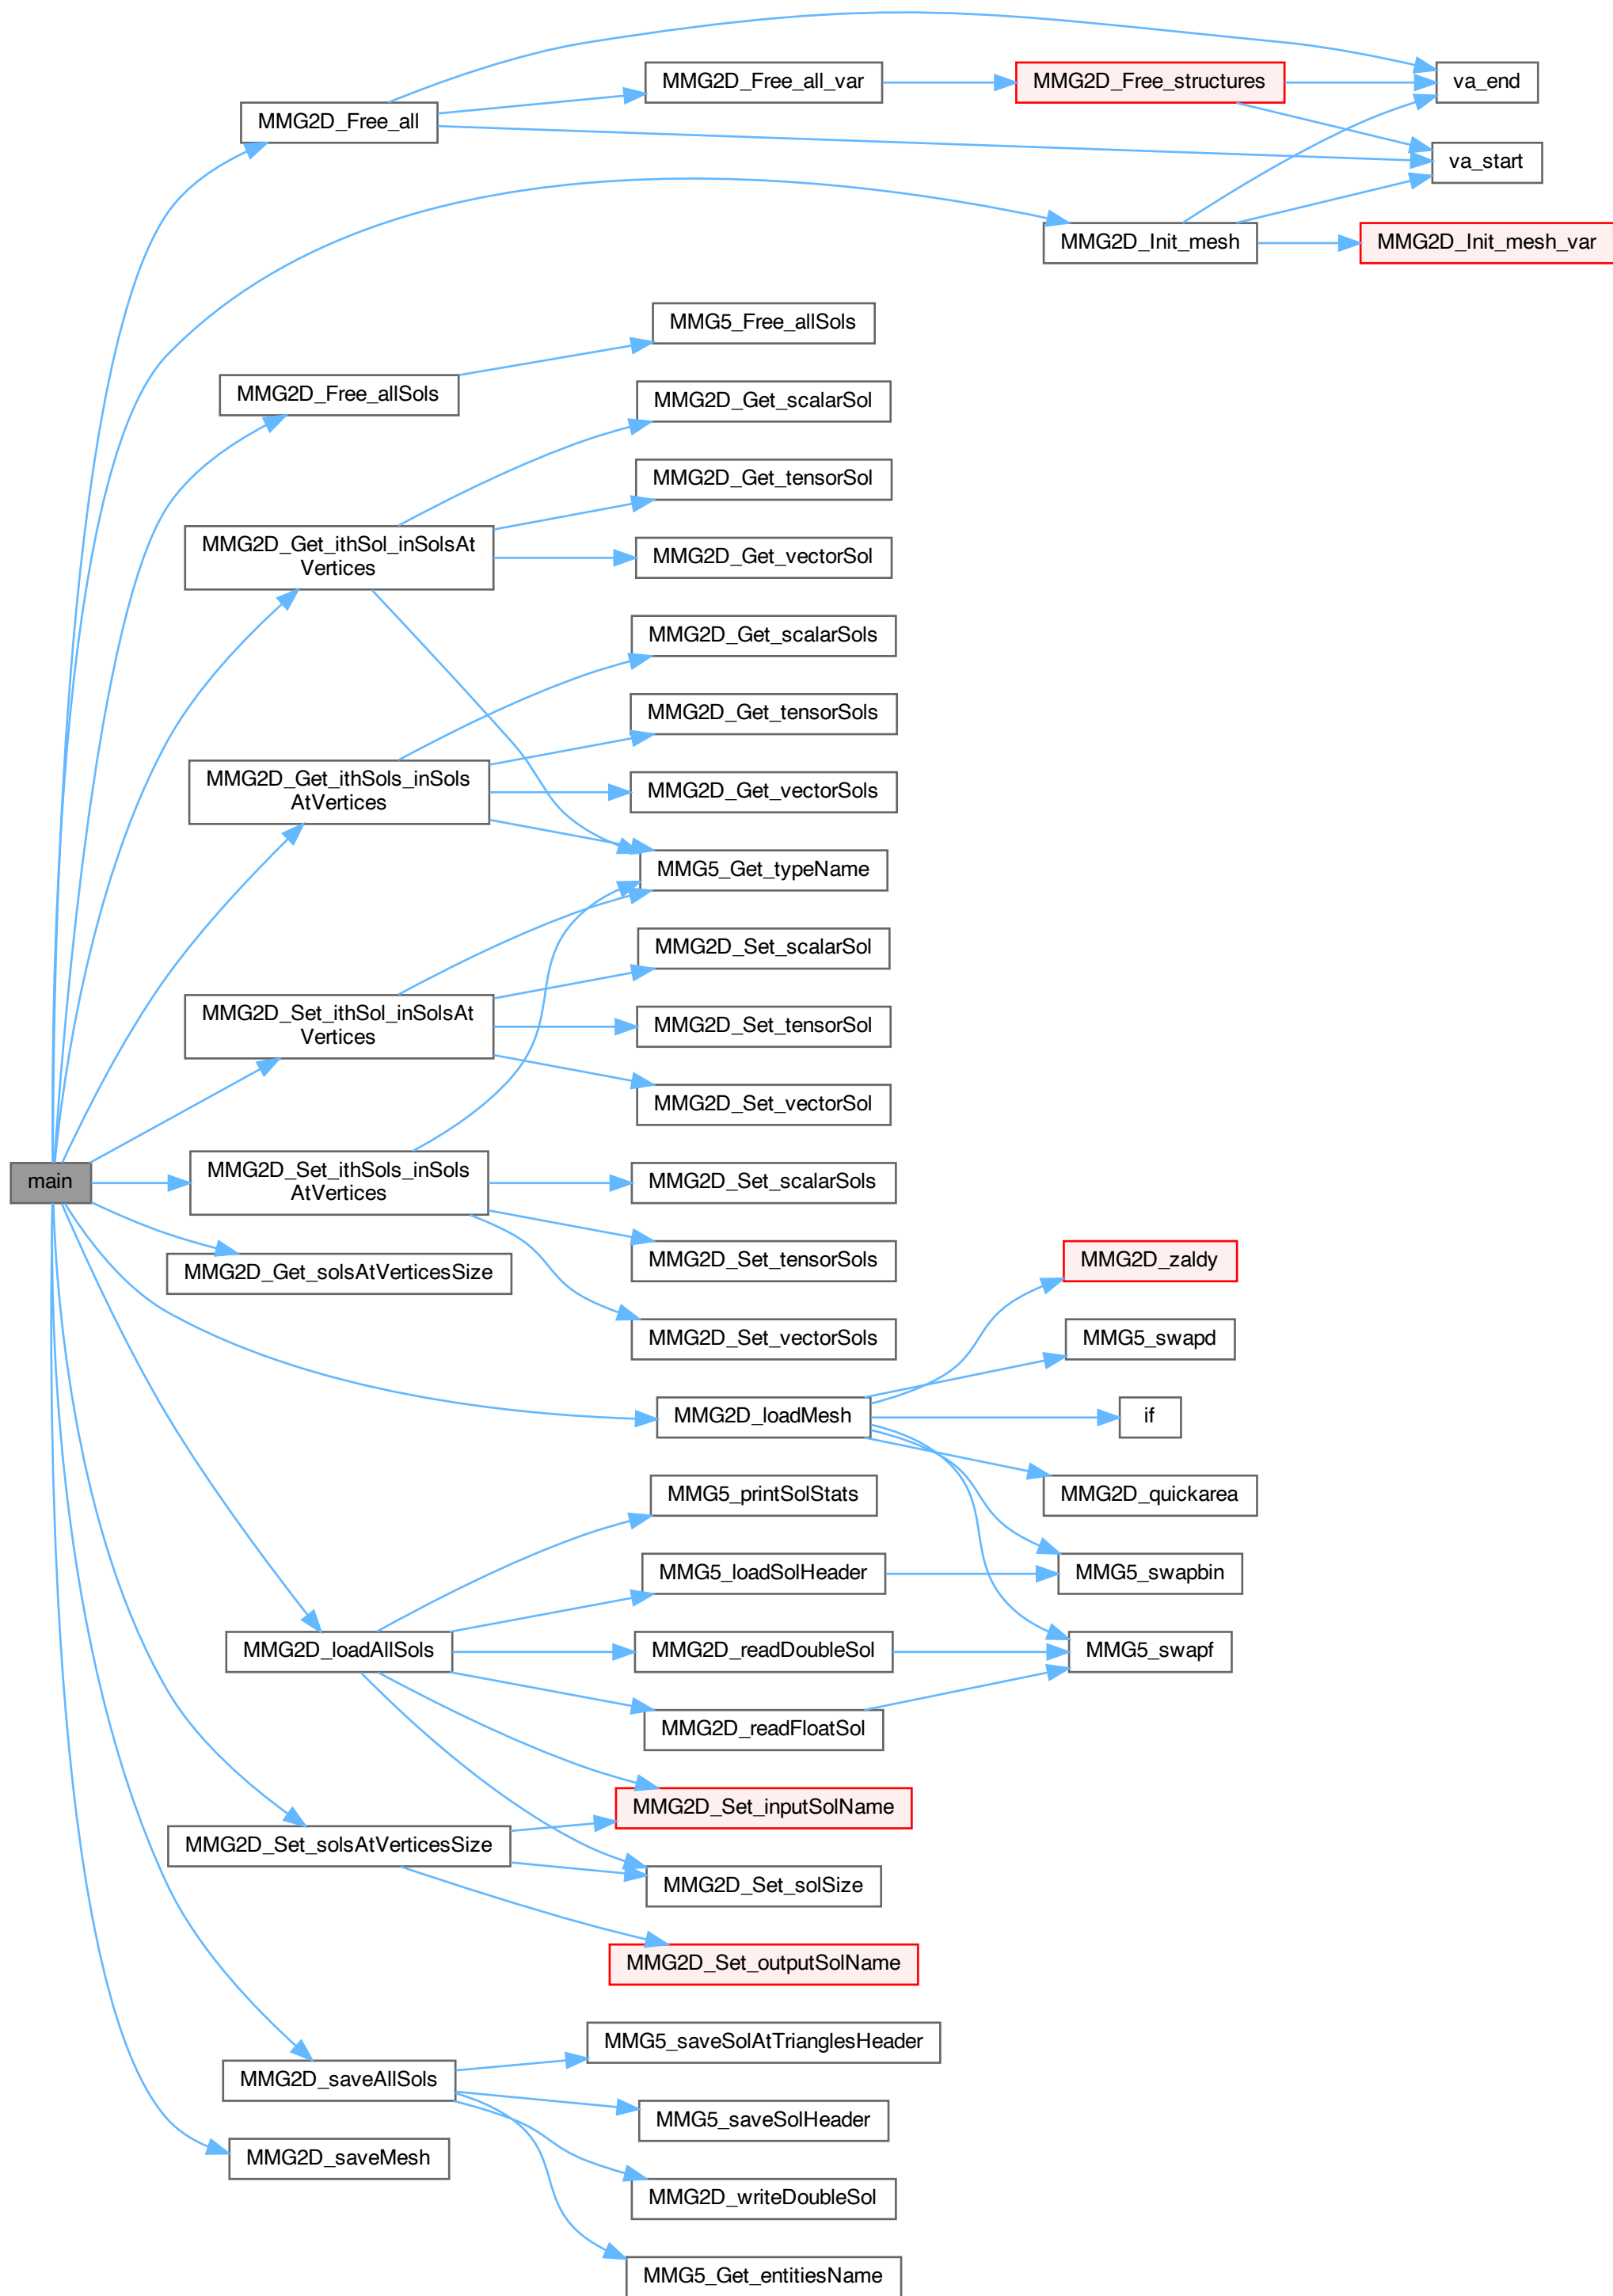 MMG2D_Free_all_var
MMG2D_Free_structures
va_end
MMG2D_Free_all
va_start
MMG2D_Init_mesh
MMG2D_Init_mesh_var
MMG5_Free_allSols
MMG2D_Free_allSols
MMG2D_Get_scalarSol
MMG2D_Get_tensorSol
MMG2D_Get_ithSol_inSolsAt
Vertices
MMG2D_Get_vectorSol
MMG2D_Get_scalarSols
MMG2D_Get_tensorSols
MMG2D_Get_ithSols_inSols
AtVertices
MMG2D_Get_vectorSols
MMG5_Get_typeName
MMG2D_Set_scalarSol
MMG2D_Set_ithSol_inSolsAt
Vertices
MMG2D_Set_tensorSol
MMG2D_Set_vectorSol
main
MMG2D_Set_ithSols_inSols
AtVertices
MMG2D_Set_scalarSols
MMG2D_Set_tensorSols
MMG2D_zaldy
MMG2D_Get_solsAtVerticesSize
MMG2D_Set_vectorSols
MMG5_swapd
MMG2D_loadMesh
if
MMG5_printSolStats
MMG2D_quickarea
MMG5_loadSolHeader
MMG5_swapbin
MMG2D_loadAllSols
MMG2D_readDoubleSol
MMG5_swapf
MMG2D_readFloatSol
MMG2D_Set_inputSolName
MMG2D_Set_solsAtVerticesSize
MMG2D_Set_solSize
MMG2D_Set_outputSolName
MMG5_saveSolAtTrianglesHeader
MMG2D_saveAllSols
MMG5_saveSolHeader
MMG2D_saveMesh
MMG2D_writeDoubleSol
MMG5_Get_entitiesName